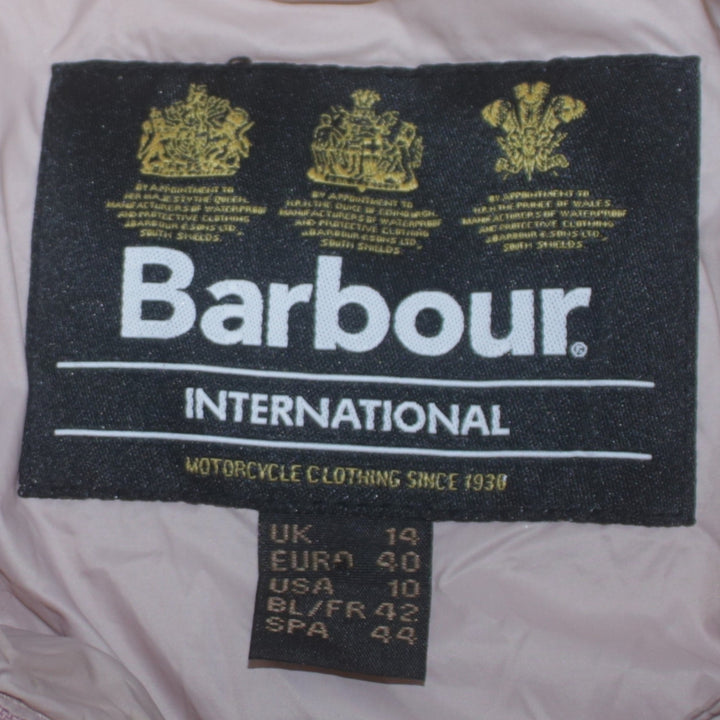 BY APPOINTMENT TO
HER MAJESTY THE QUEEN
MANUFACTURERS OF WATERPROOF
AND PROTECTIVE CLOTHING
J.BARBOUR & SONS LTD.
SOUTH SHIELDS.
BY APPOINTMENT TO
H.R.H. THE DUKE OF EDINBURGH
MANUFACTURERS OF WATERPROOF
AND PROTECTIVE CLOTHING
J.BARBOUR & SONS LTD.
SOUTH SHIELDS.
BY APPOINTMENT TO
H.R.H. THE PRINCE OF WALES
MANUFACTURERS OF WATERPROOF
AND PROTECTIVE CLOTHING
J.BARBOUR & SONS LTD.
SOUTH SHIELDS.
Barbour®
INTERNATIONAL
MOTORCYCLE CLOTHING SINCE 1936
UK 14
EURO 40
USA 10
BL/FR 42
SPA 44